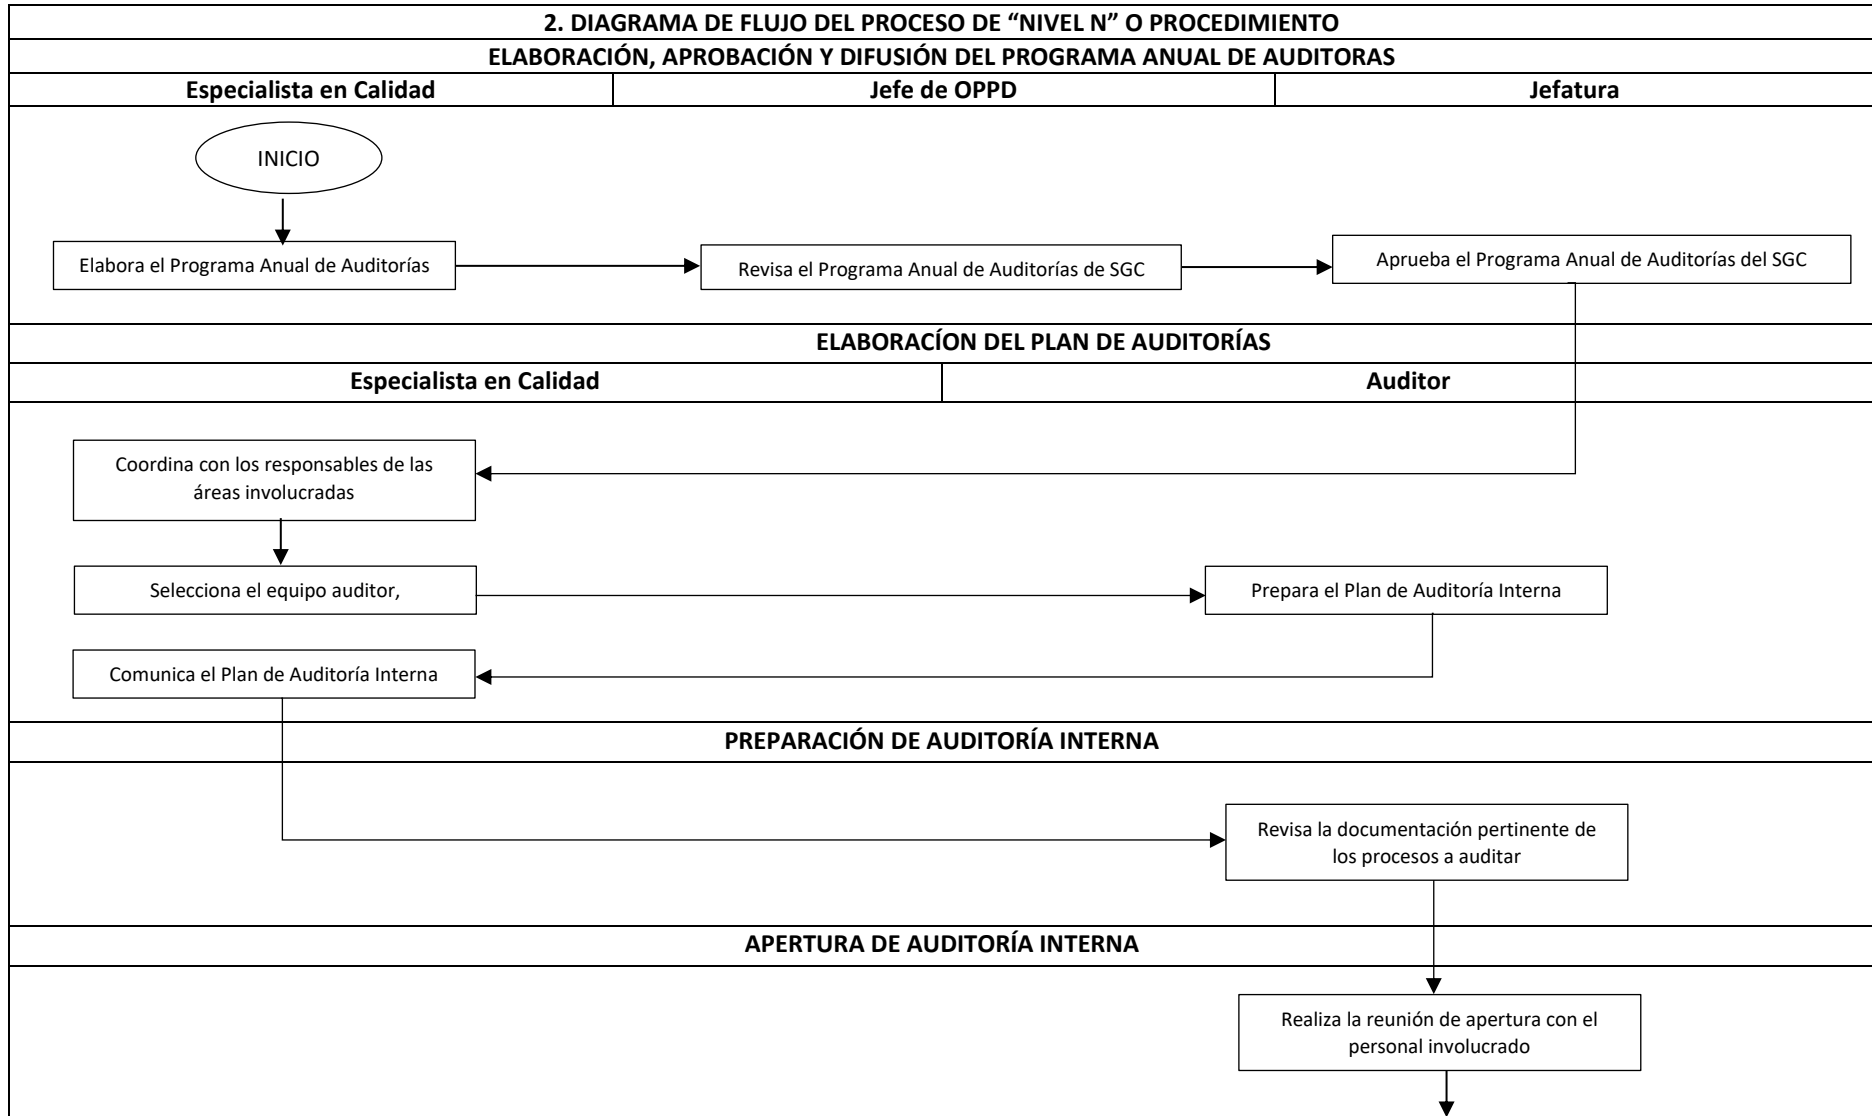 2. DIAGRAMA DE FLUJO DEL PROCESO DE “NIVEL N” O PROCEDIMIENTO
ELABORACIÓN, APROBACIÓN Y DIFUSIÓN DEL PROGRAMA ANUAL DE AUDITORAS
Especialista en Calidad
Jefe de OPPD
Jefatura
INICIO
Elabora el Programa Anual de Auditorías
Revisa el Programa Anual de Auditorías de SGC
Aprueba el Programa Anual de Auditorías del SGC
ELABORACÍON DEL PLAN DE AUDITORÍAS
Especialista en Calidad
Auditor
Coordina con los responsables de las
áreas involucradas
Selecciona el equipo auditor,
Prepara el Plan de Auditoría Interna
Comunica el Plan de Auditoría Interna
PREPARACIÓN DE AUDITORÍA INTERNA
Revisa la documentación pertinente de
los procesos a auditar
APERTURA DE AUDITORÍA INTERNA
Realiza la reunión de apertura con el
personal involucrado